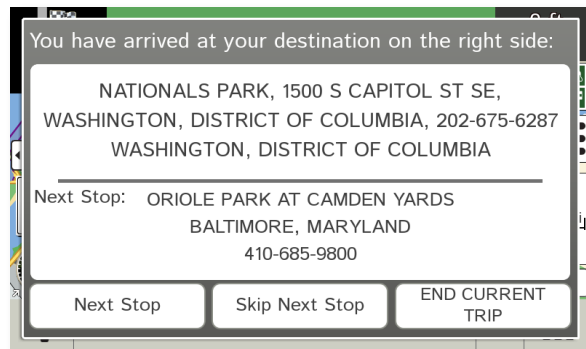 You have arrived at your destination on the right side:
NATIONALS PARK, 1500 S CAPITOL ST SE,
WASHINGTON, DISTRICT OF COLUMBIA, 202-675-6287
WASHINGTON, DISTRICT OF COLUMBIA
Next Stop: ORIOLE PARK AT CAMDEN YARDS
BALTIMORE, MARYLAND
410-685-9800
Next Stop
Skip Next Stop
END CURRENT
TRIP